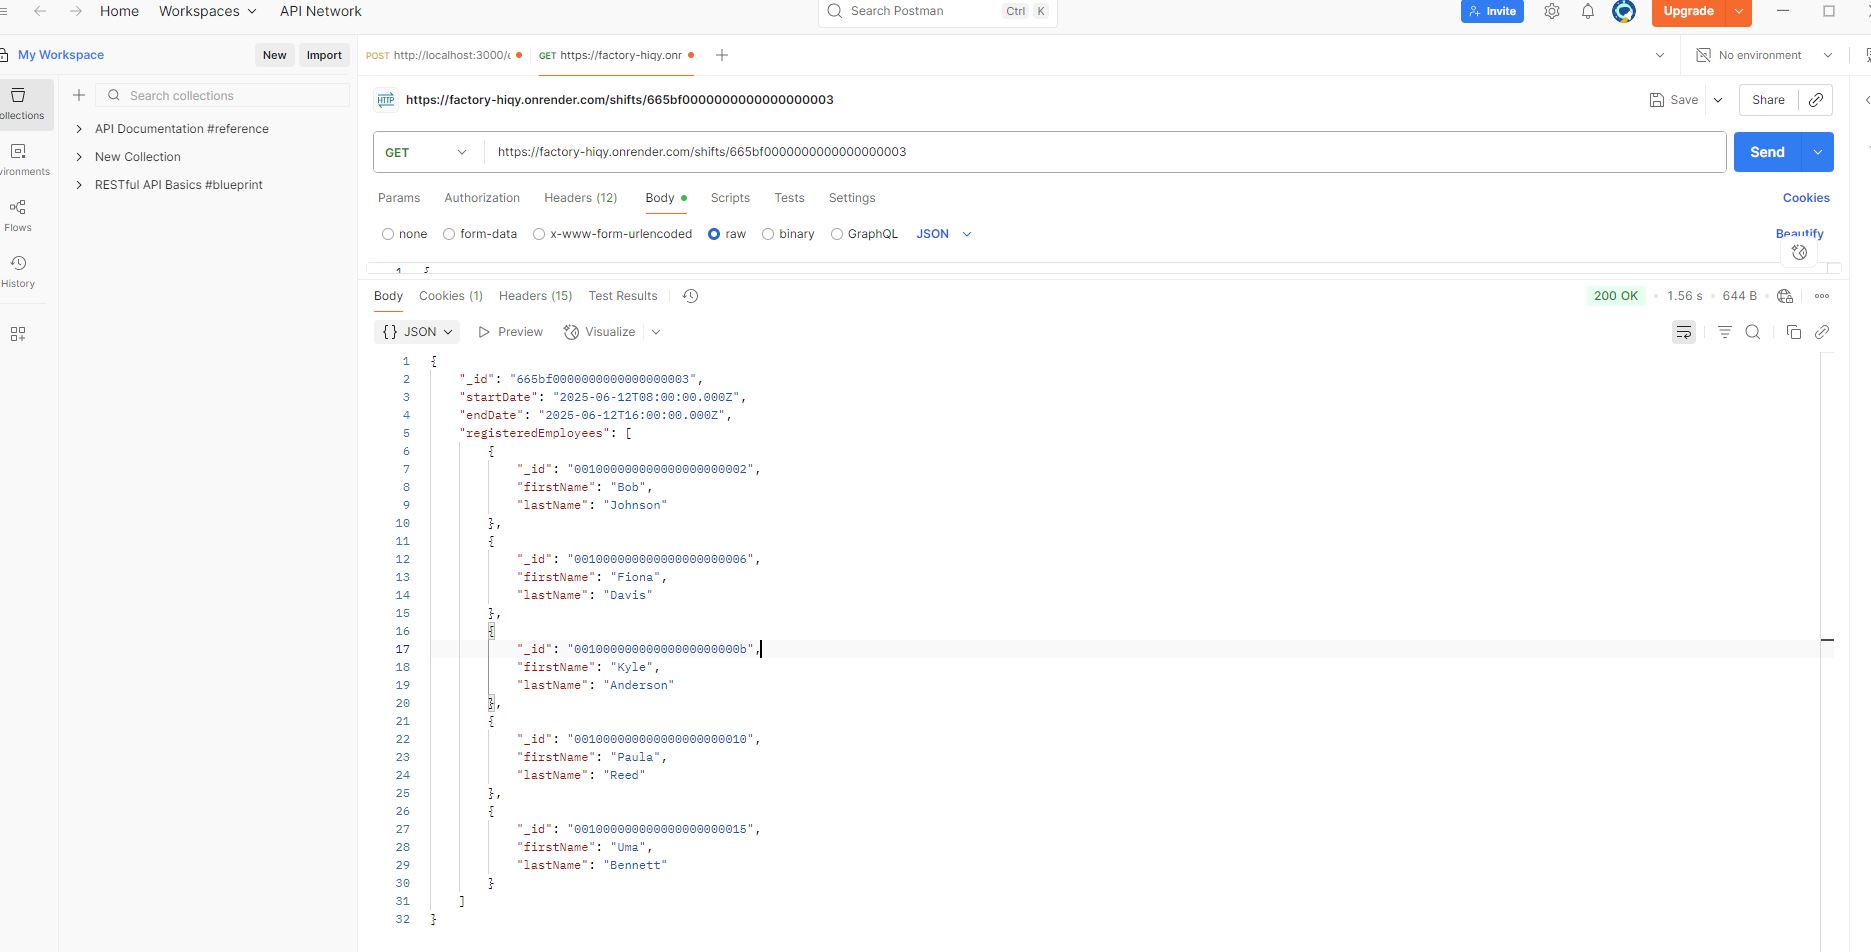 Home Workspaces API Network Search Postman Ctrl K Invite Upgrade
My Workspace New Import POST http://localhost:3000/ GET https://factory-hiqy.onr No environment
Search collections
ollections
API Documentation #reference
New Collection
RESTful API Basics #blueprint
vironments
Flows
History
HTTP https://factory-hiqy.onrender.com/shifts/665bf0000000000000000003 Save Share
GET https://factory-hiqy.onrender.com/shifts/665bf0000000000000000003 Send
Params Authorization Headers (12) Body Scripts Tests Settings Cookies
none form-data x-www-form-urlencoded raw binary GraphQL JSON Beautify
1 {
Body Cookies (1) Headers (15) Test Results 200 OK 1.56 s 644 B
{} JSON Preview Visualize
1 {
2 "_id": "665bf0000000000000000003",
3 "startDate": "2025-06-12T08:00:00.000Z",
4 "endDate": "2025-06-12T16:00:00.000Z",
5 "registeredEmployees": [
6 {
7 "_id": "001000000000000000000002",
8 "firstName": "Bob",
9 "lastName": "Johnson"
10 },
11 {
12 "_id": "001000000000000000000006",
13 "firstName": "Fiona",
14 "lastName": "Davis"
15 },
16 {
17 "_id": "00100000000000000000000b",
18 "firstName": "Kyle",
19 "lastName": "Anderson"
20 },
21 {
22 "_id": "001000000000000000000010",
23 "firstName": "Paula",
24 "lastName": "Reed"
25 },
26 {
27 "_id": "001000000000000000000015",
28 "firstName": "Uma",
29 "lastName": "Bennett"
30 }
31 ]
32 }